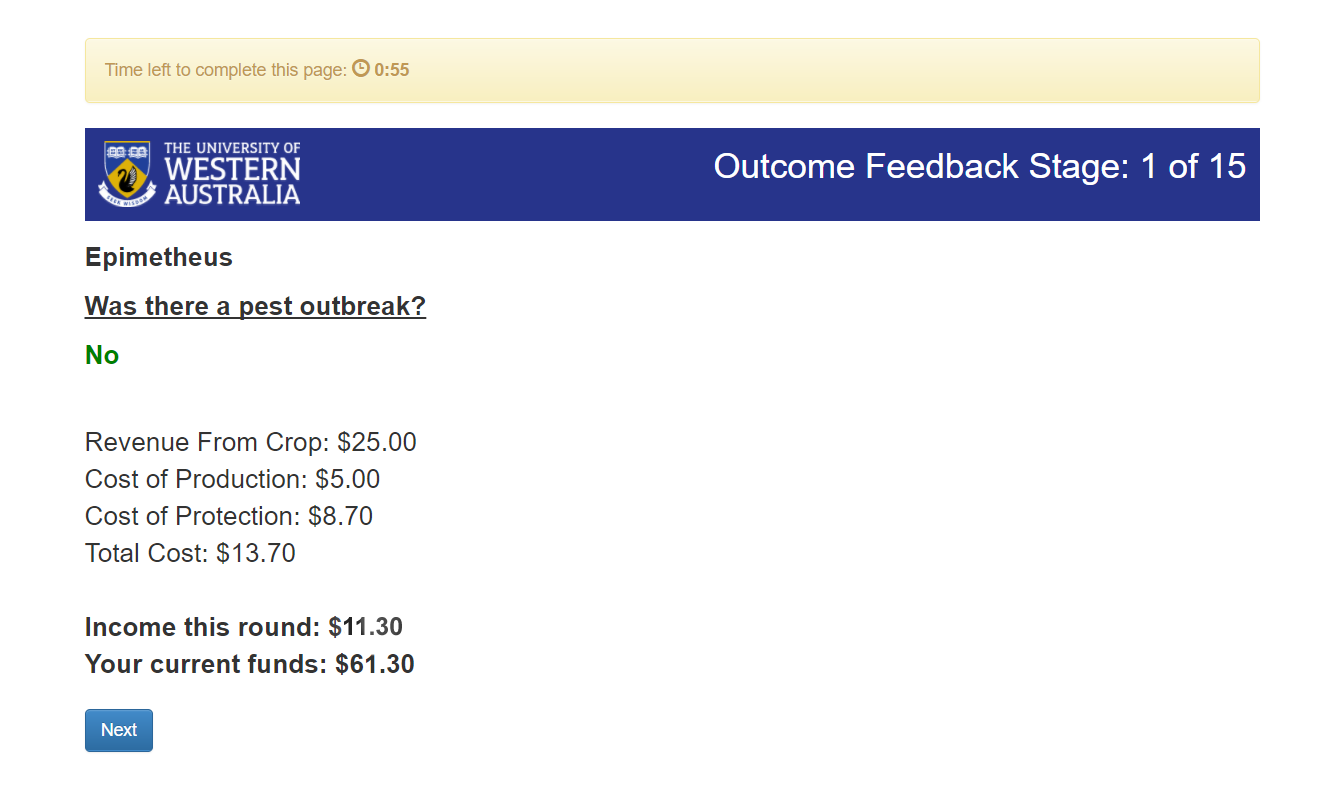 Time left to complete this page: 0:55
THE UNIVERSITY OF
WESTERN
AUSTRALIA
SEEK WISDOM
Outcome Feedback Stage: 1 of 15
Epimetheus
Was there a pest outbreak?
No
Revenue From Crop: $25.00
Cost of Production: $5.00
Cost of Protection: $8.70
Total Cost: $13.70
Income this round: $11.30
Your current funds: $61.30
Next